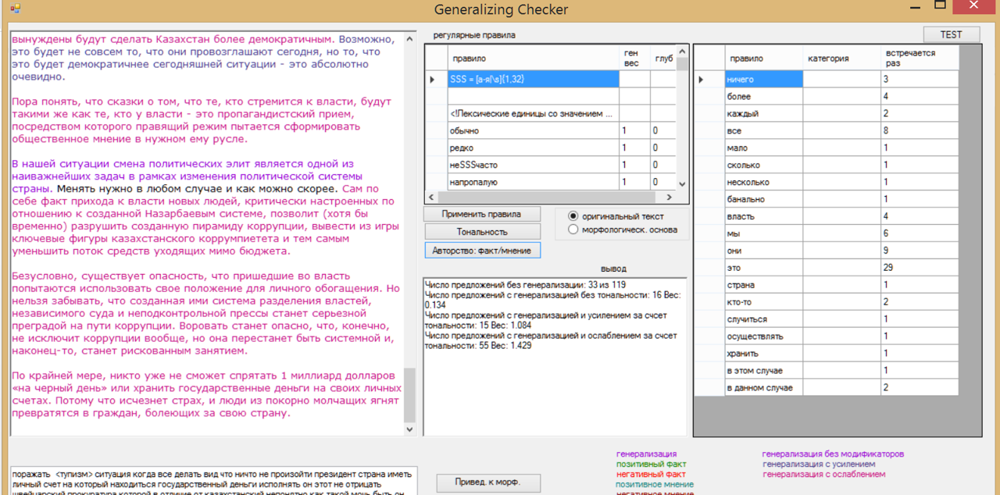 Generalizing Checker
вынуждены будут сделать Казахстан более демократичным. Возможно,
это будет не совсем то, что они провозглашают сегодня, но то, что
это будет демократичнее сегодняшней ситуации - это абсолютно
очевидно.
Пора понять, что сказки о том, что те, кто стремится к власти, будут
такими же как те, кто у власти - это пропагандистский прием,
посредством которого правящий режим пытается сформировать
общественное мнение в нужном ему русле.
В нашей ситуации смена политических элит является одной из
наиважнейших задач в рамках изменения политической системы
страны. Менять нужно в любом случае и как можно скорее. Сам по
себе факт прихода к власти новых людей, критически настроенных по
отношению к созданной Назарбаевым системе, позволит (хотя бы
временно) разрушить созданную пирамиду коррупции, вывести из игры
ключевые фигуры казахстанского коррумпиетета и тем самым
уменьшить поток средств уходящих мимо бюджета.
Безусловно, существует опасность, что пришедшие во власть
попытаются использовать свое положение для личного обогащения. Но
нельзя забывать, что созданная ими система разделения властей,
независимого суда и неподконтрольной прессы станет серьезной
преградой на пути коррупции. Воровать станет опасно, что, конечно,
не исключит коррупции вообще, но она перестанет быть системной и,
наконец-то, станет рискованным занятием.
По крайней мере, никто уже не сможет спрятать 1 миллиард долларов
«на черный день» или хранить государственные деньги на своих личных
счетах. Потому что исчезнет страх, и люди из покорно молчащих ягнят
превратятся в граждан, болеющих за свою страну.
поражать <тупизм> ситуация когда все делать вид что ничто не произойти президент страна иметь
личный счет на который находиться государственный деньги исполнять он этот не отрицать
швейцарский прокуратура которой в отличие от казахстанский непонятно как такой мочь быть он
регулярные правила
TEST
правило ген вес глуб
SSS = [а-я|\s]{1,32}
<!Лексические единицы со значением ...
обычно 1 0
редко 1 0
неSSSчасто 1 0
напропалую 1 0
Применить правила
Тональность
Авторство: факт/мнение
оригинальный текст
морфологическ. основа
вывод
Число предложений без генерализации: 33 из 119
Число предложений с генерализацией без тональности: 16 Вес:
0.134
Число предложений с генерализацией и усилением за счсет
тональности: 15 Вес: 1.084
Число предложений с генерализацией и ослаблением за счсет
тональности: 55 Вес: 1.429
Привед. к морф.
правило категория встречается раз
ничего 3
более 4
каждый 2
все 8
мало 1
сколько 1
несколько 1
банально 1
власть 4
мы 6
они 9
это 29
страна 1
кто-то 2
случиться 1
осуществлять 1
хранить 1
в этом случае 1
в данном случае 2
генерализация
позитивный факт
негативный факт
позитивное мнение
негативное мнение
генерализация без модификаторов
генерализация с усилением
генерализация с ослаблением